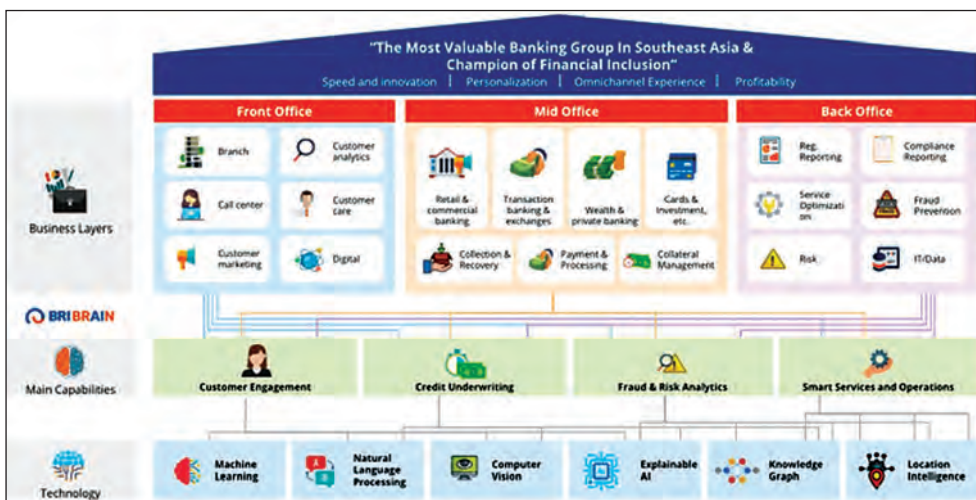 "The Most Valuable Banking Group In Southeast Asia &
Champion of Financial Inclusion"
Speed and innovation | Personalization | Omnichannel Experience | Profitability
Front Office
Mid Office
Back Office
Business Layers
Branch
Customer
analytics
Call center
Customer
care
Customer
marketing
Digital
Retail &
commercial
banking
Transaction
banking &
exchanges
Wealth &
private banking
Cards &
Investment,
etc.
Collection &
Recovery
Payment &
Processing
Collateral
Management
Reg.
Reporting
Compliance
Reporting
Service
Optimizati
on
Fraud
Prevention
Risk
IT/Data
BRIBRAIN
Main Capabilities
Customer Engagement
Credit Underwriting
Fraud & Risk Analytics
Smart Services and Operations
Technology
Machine
Learning
Natural
Language
Processing
Computer
Vision
Explainable
AI
Knowledge
Graph
Location
Intelligence